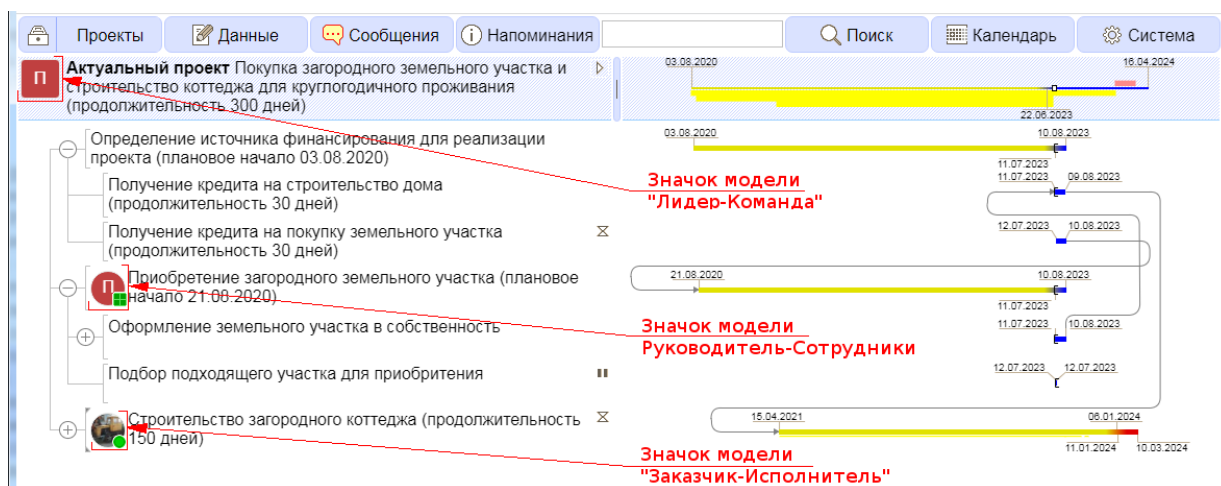 Проекты Данные Сообщения Напоминания Поиск Календарь Система
П Актуальный проект Покупка загородного земельного участка и
строительство коттеджа для круглогодичного проживания
(продолжительность 300 дней)
03.08.2020 16.04.2024
22.06.2023
Определение источника финансирования для реализации
проекта (плановое начало 03.08.2020)
03.08.2020 10.08.2023
11.07.2023
Получение кредита на строительство дома
(продолжительность 30 дней)
11.07.2023 09.08.2023
Значок модели
"Лидер-Команда"
Получение кредита на покупку земельного участка
(продолжительность 30 дней)
12.07.2023 10.08.2023
П Приобретение загородного земельного участка (плановое
начало 21.08.2020)
21.08.2020 10.08.2023
11.07.2023
Оформление земельного участка в собственность
11.07.2023 10.08.2023
Значок модели
Руководитель-Сотрудники
Подбор подходящего участка для приобритения
12.07.2023 12.07.2023
Строительство загородного коттеджа (продолжительность
150 дней)
15.04.2021 06.01.2024
11.01.2024 10.03.2024
Значок модели
"Заказчик-Исполнитель"